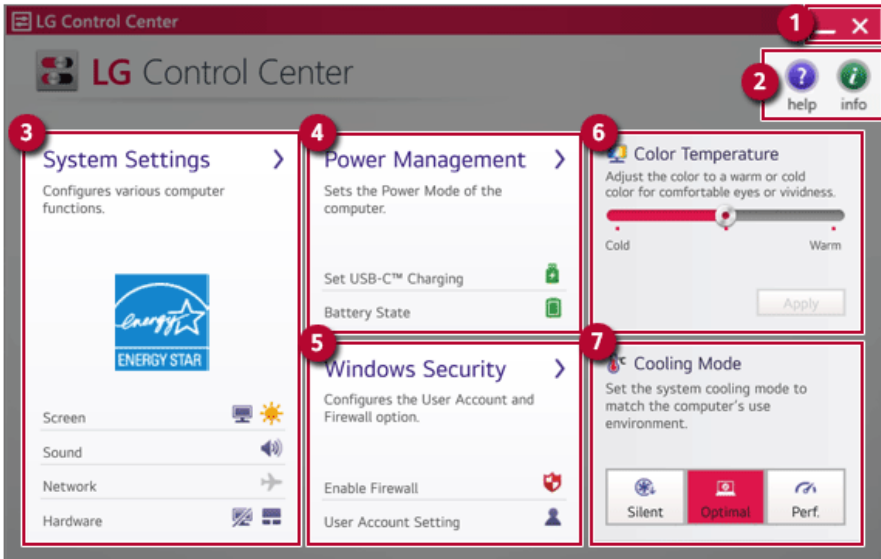 LG Control Center
1
LG Control Center
2
?
i
help
info
3
System Settings
Configures various computer
functions.
energy
ENERGY STAR
Screen
Sound
Network
Hardware
4
Power Management
Sets the Power Mode of the
computer.
Set USB-C™ Charging
Battery State
5
Windows Security
Configures the User Account and
Firewall option.
Enable Firewall
User Account Setting
6
Color Temperature
Adjust the color to a warm or cold
color for comfortable eyes or vividness.
Cold
Warm
Apply
7
°C Cooling Mode
Set the system cooling mode to
match the computer's use
environment.
Silent
Optimal
Perf.